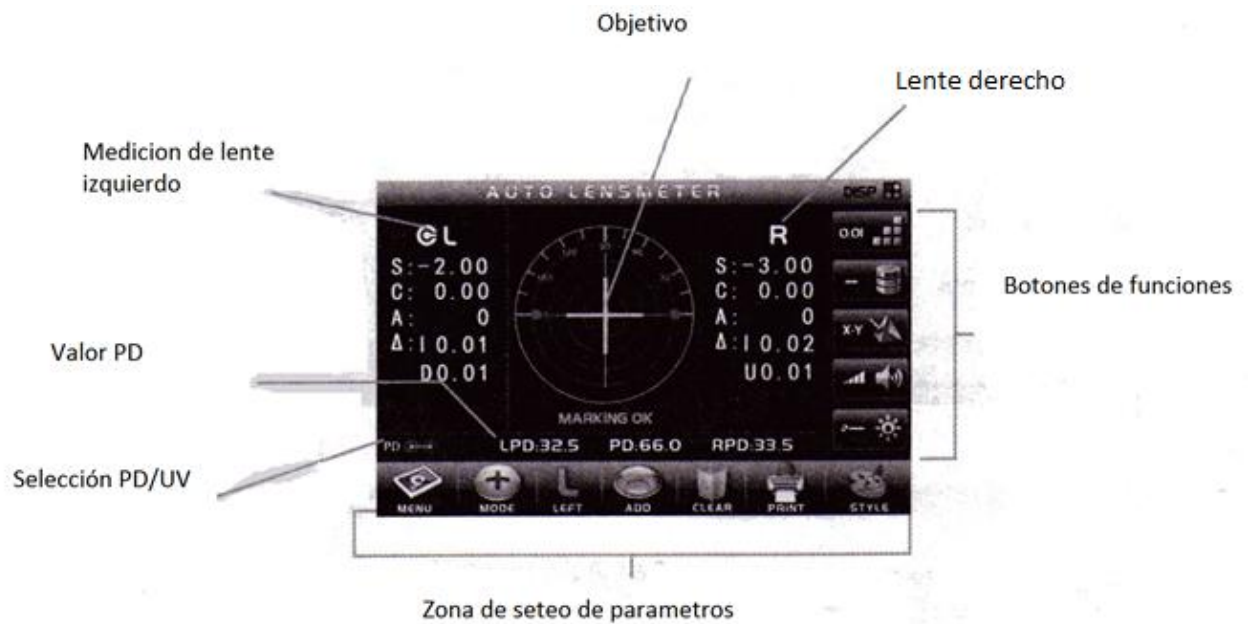 Objetivo
Lente derecho
Medicion de lente
izquierdo
Valor PD
Selección PD/UV
AUTO LENSMETER
DISP
L
S:-2.00
C: 0.00
A: 0
Δ:I 0.01
D0.01
R
S:-3.00
C: 0.00
A: 0
Δ:I 0.02
U0.01
MARKING OK
PD
LPD:32.5 PD:66.0 RPD:33.5
0.01
X-Y
MENU MODE LEFT ADD CLEAR PRINT STYLE
Botones de funciones
Zona de seteo de parametros